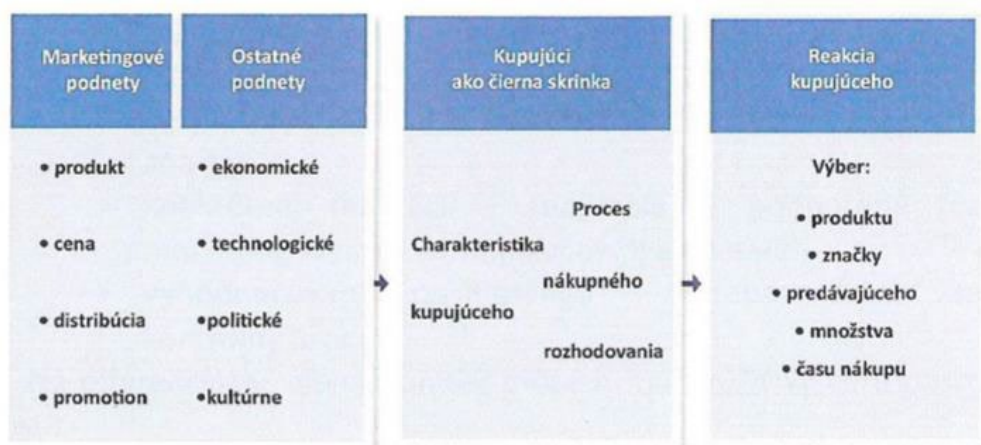 Marketingové
podnety
Ostatné
podnety
Kupujúci
ako čierna skrinka
Reakcia
kupujúceho
• produkt
• cena
• distribúcia
• promotion
• ekonomické
• technologické
• politické
• kultúrne
Charakteristika
kupujúceho
Proces
nákupného
rozhodovania
Výber:
• produktu
• značky
• predávajúceho
• množstva
• času nákupu